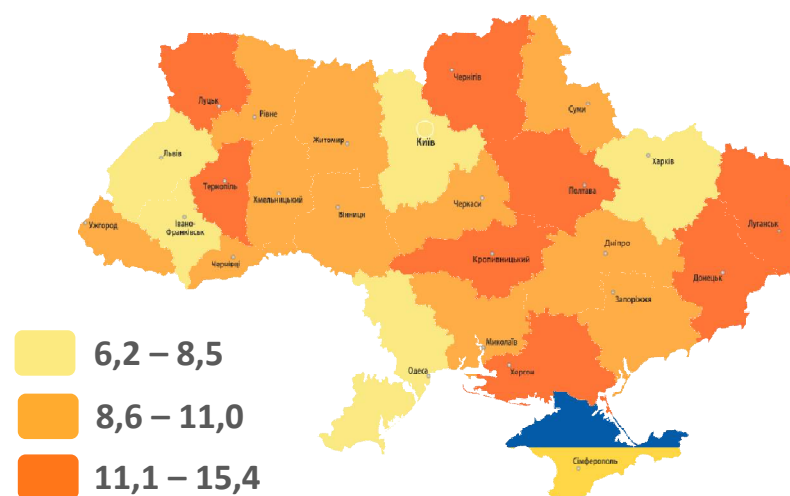 Чернігів
Луцьк
Суми
Рівне
Житомир
Київ
Львів
Харків
Тернопіль
Полтава
Хмельницький
Черкаси
Вінниця
Івано-
Франківськ
Ужгород
Луганськ
Дніпро
Кропивницький
Чернівці
Донецьк
Запоріжжя
Миколаїв
6,2 – 8,5
Одеса
Херсон
8,6 – 11,0
Сімферополь
11,1 – 15,4